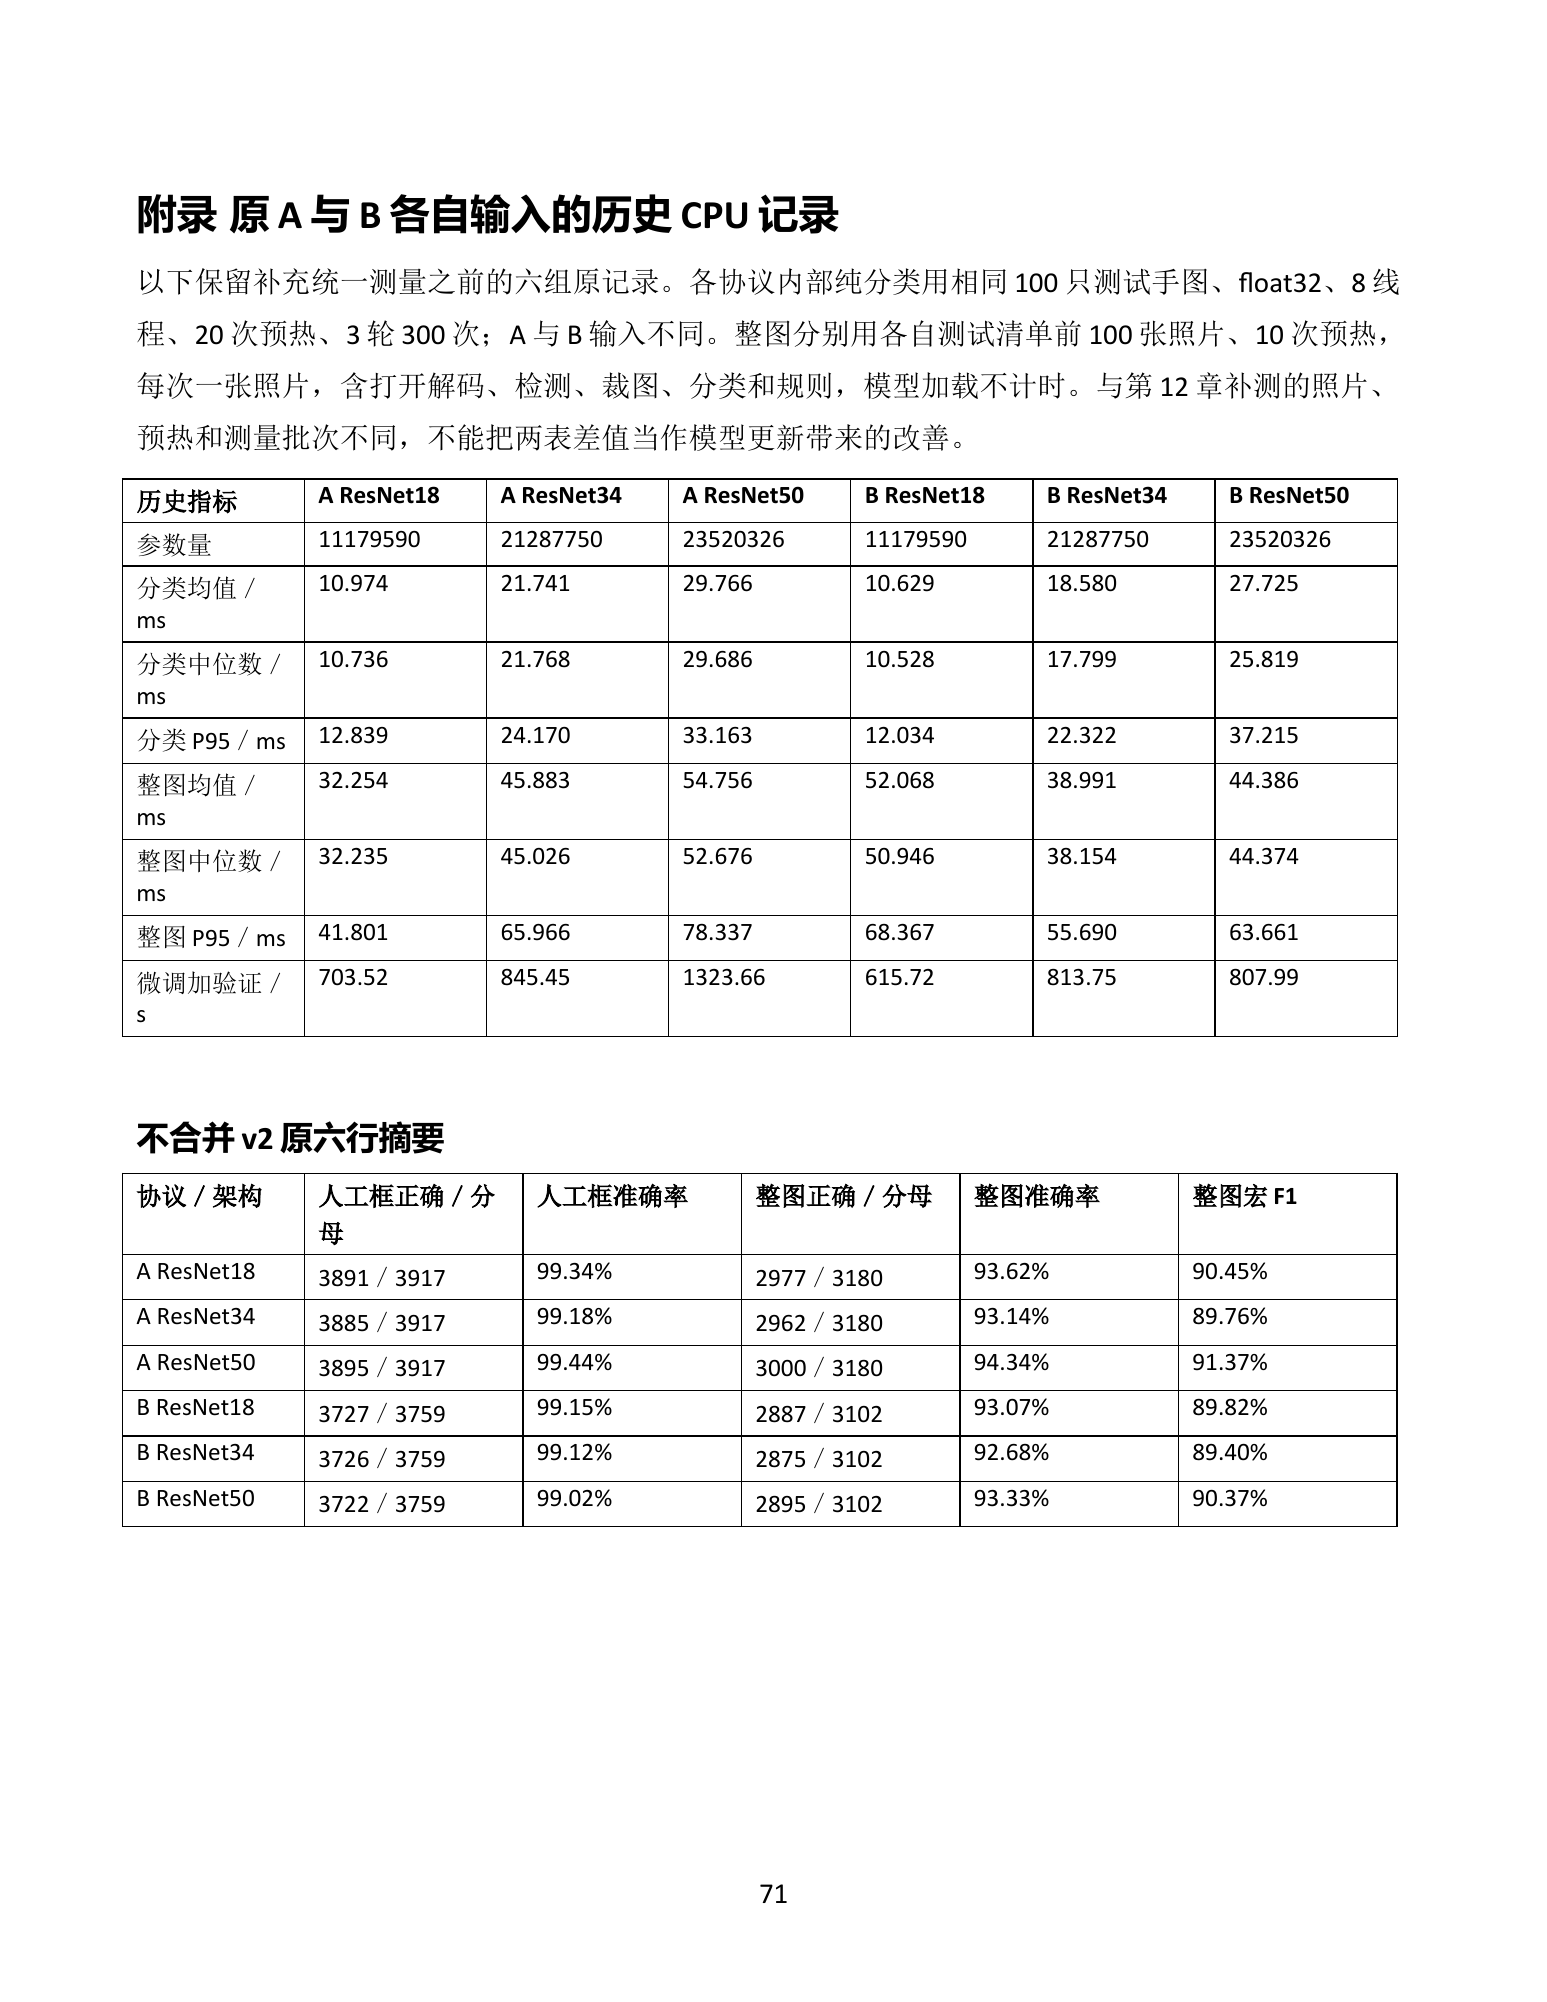 附录 原 A 与 B 各自输入的历史 CPU 记录
以下保留补充统一测量之前的六组原记录。各协议内部纯分类用相同 100 只测试手图、float32、8 线
程、20 次预热、3 轮 300 次；A 与 B 输入不同。整图分别用各自测试清单前 100 张照片、10 次预热，
每次一张照片，含打开解码、检测、裁图、分类和规则，模型加载不计时。与第 12 章补测的照片、
预热和测量批次不同，不能把两表差值当作模型更新带来的改善。
历史指标 A ResNet18 A ResNet34 A ResNet50 B ResNet18 B ResNet34 B ResNet50
参数量 11179590 21287750 23520326 11179590 21287750 23520326
分类均值／ 10.974 21.741 29.766 10.629 18.580 27.725
ms
分类中位数／ 10.736 21.768 29.686 10.528 17.799 25.819
ms
分类 P95／ms 12.839 24.170 33.163 12.034 22.322 37.215
整图均值／ 32.254 45.883 54.756 52.068 38.991 44.386
ms
整图中位数／ 32.235 45.026 52.676 50.946 38.154 44.374
ms
整图 P95／ms 41.801 65.966 78.337 68.367 55.690 63.661
微调加验证／ 703.52 845.45 1323.66 615.72 813.75 807.99
s
不合并 v2 原六行摘要
协议／架构 人工框正确／分 人工框准确率 整图正确／分母 整图准确率 整图宏 F1
母
A ResNet18 3891／3917 99.34% 2977／3180 93.62% 90.45%
A ResNet34 3885／3917 99.18% 2962／3180 93.14% 89.76%
A ResNet50 3895／3917 99.44% 3000／3180 94.34% 91.37%
B ResNet18 3727／3759 99.15% 2887／3102 93.07% 89.82%
B ResNet34 3726／3759 99.12% 2875／3102 92.68% 89.40%
B ResNet50 3722／3759 99.02% 2895／3102 93.33% 90.37%
71